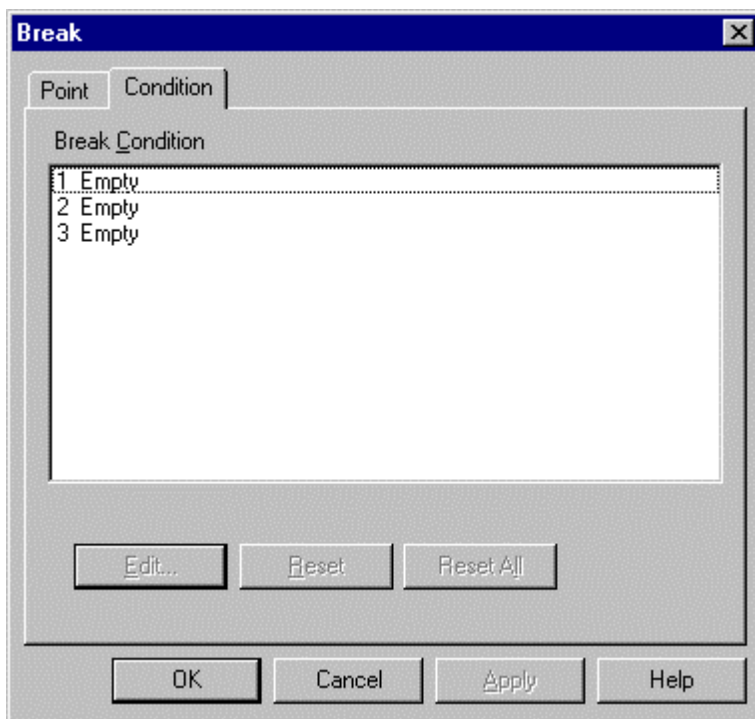 Break
Point Condition
Break Condition
1 Empty
2 Empty
3 Empty
Edit... Reset Reset All
OK Cancel Apply Help